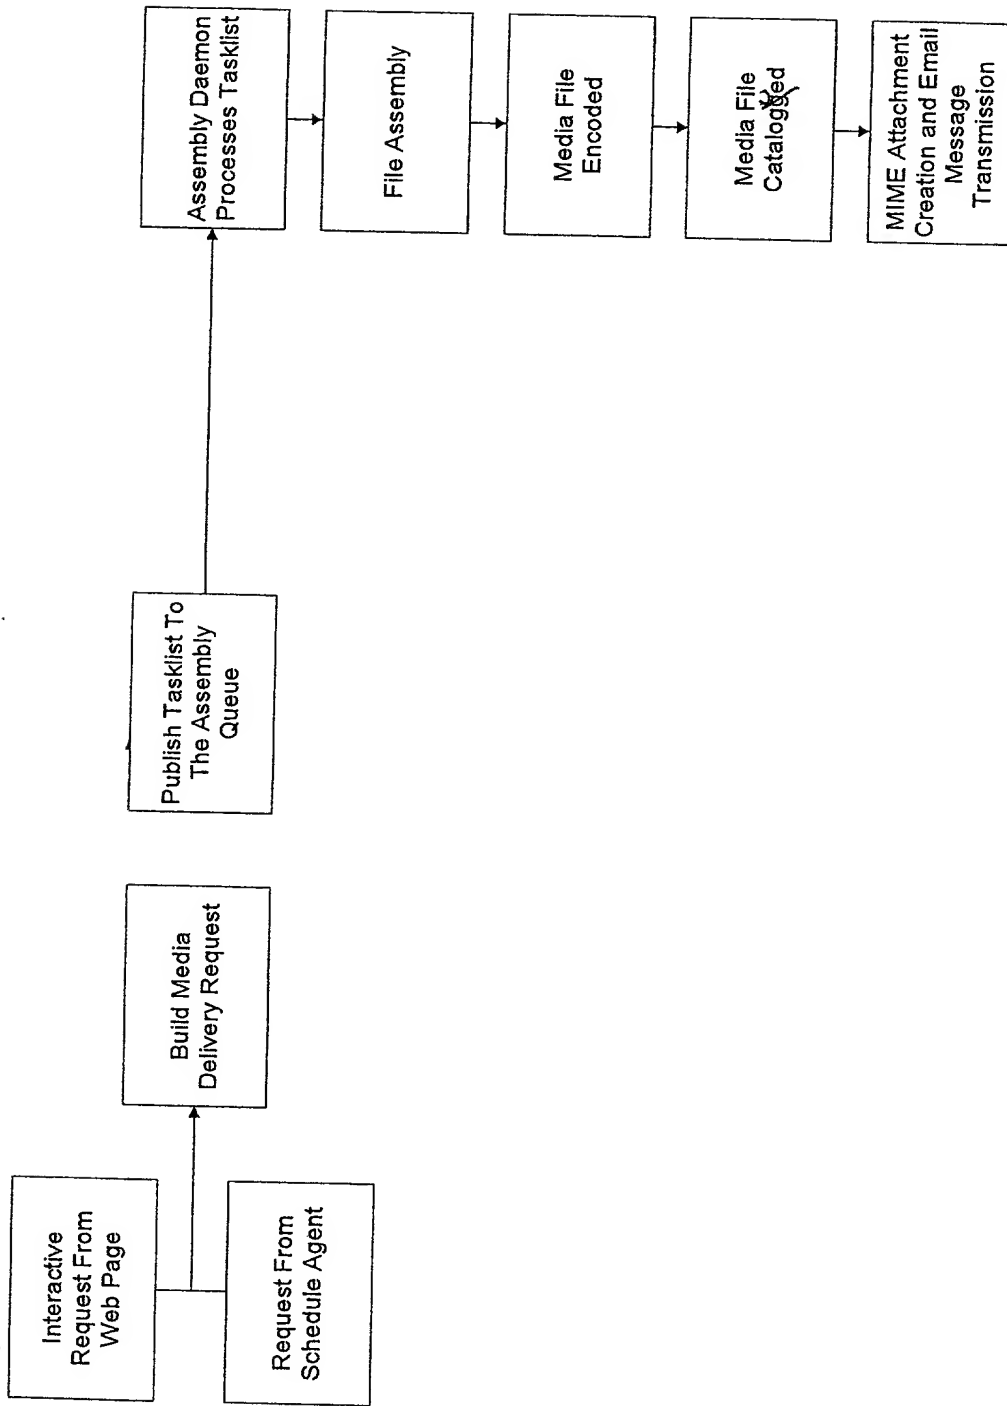 Interactive
Request From
Web Page
Request From
Schedule Agent
Build Media
Delivery Request
Publish Tasklist To
The Assembly
Queue
Assembly Daemon
Processes Tasklist
File Assembly
Media File
Encoded
Media File
Catalogged
MIME Attachment
Creation and Email
Message
Transmission